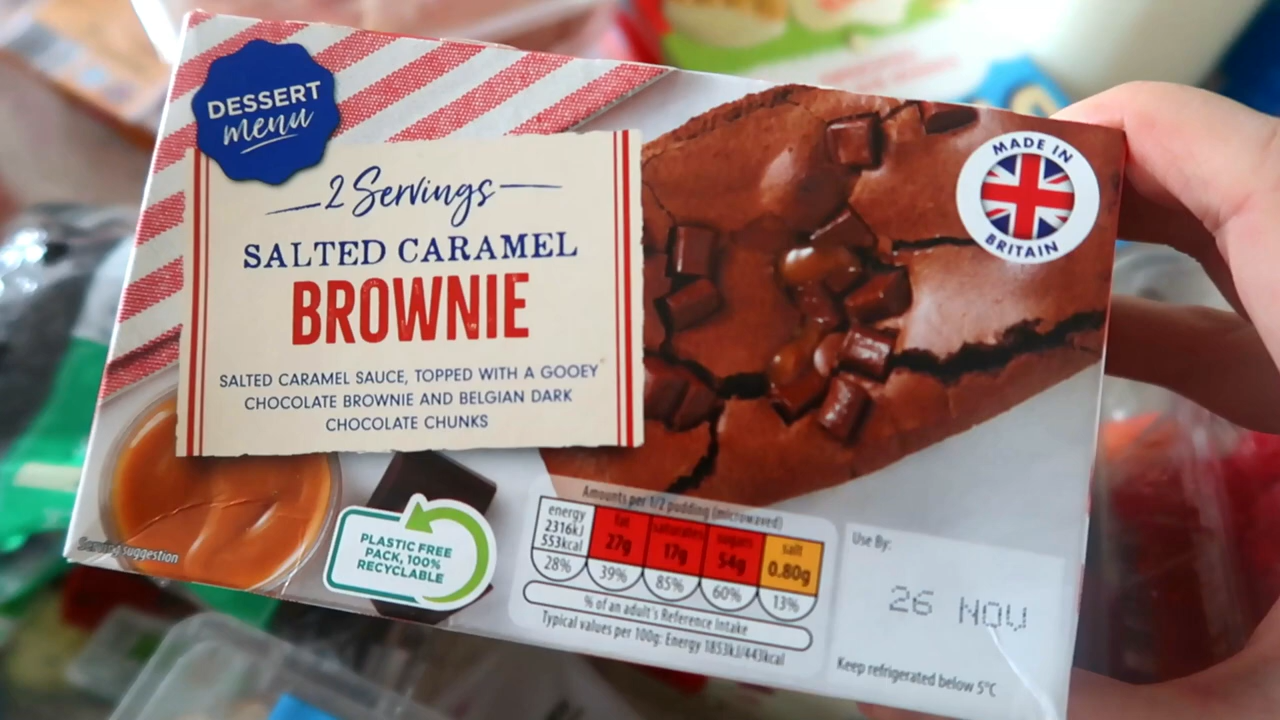 DESSERT
menu
2 Servings
SALTED CARAMEL
BROWNIE
SALTED CARAMEL SAUCE, TOPPED WITH A GOOEY
CHOCOLATE BROWNIE AND BELGIAN DARK
CHOCOLATE CHUNKS
MADE IN
BRITAIN
Serving suggestion
PLASTIC FREE
PACK, 100%
RECYCLABLE
Amounts per 1/2 pudding (microwaved)
energy 2316kJ 553kcal 28%
fat 27g 39%
saturates 17g 85%
sugars 54g 60%
salt 0.80g 13%
% of an adult's Reference Intake
Typical values per 100g: Energy 1853kJ/443kcal
Use By:
26 NOV
Keep refrigerated below 5°C